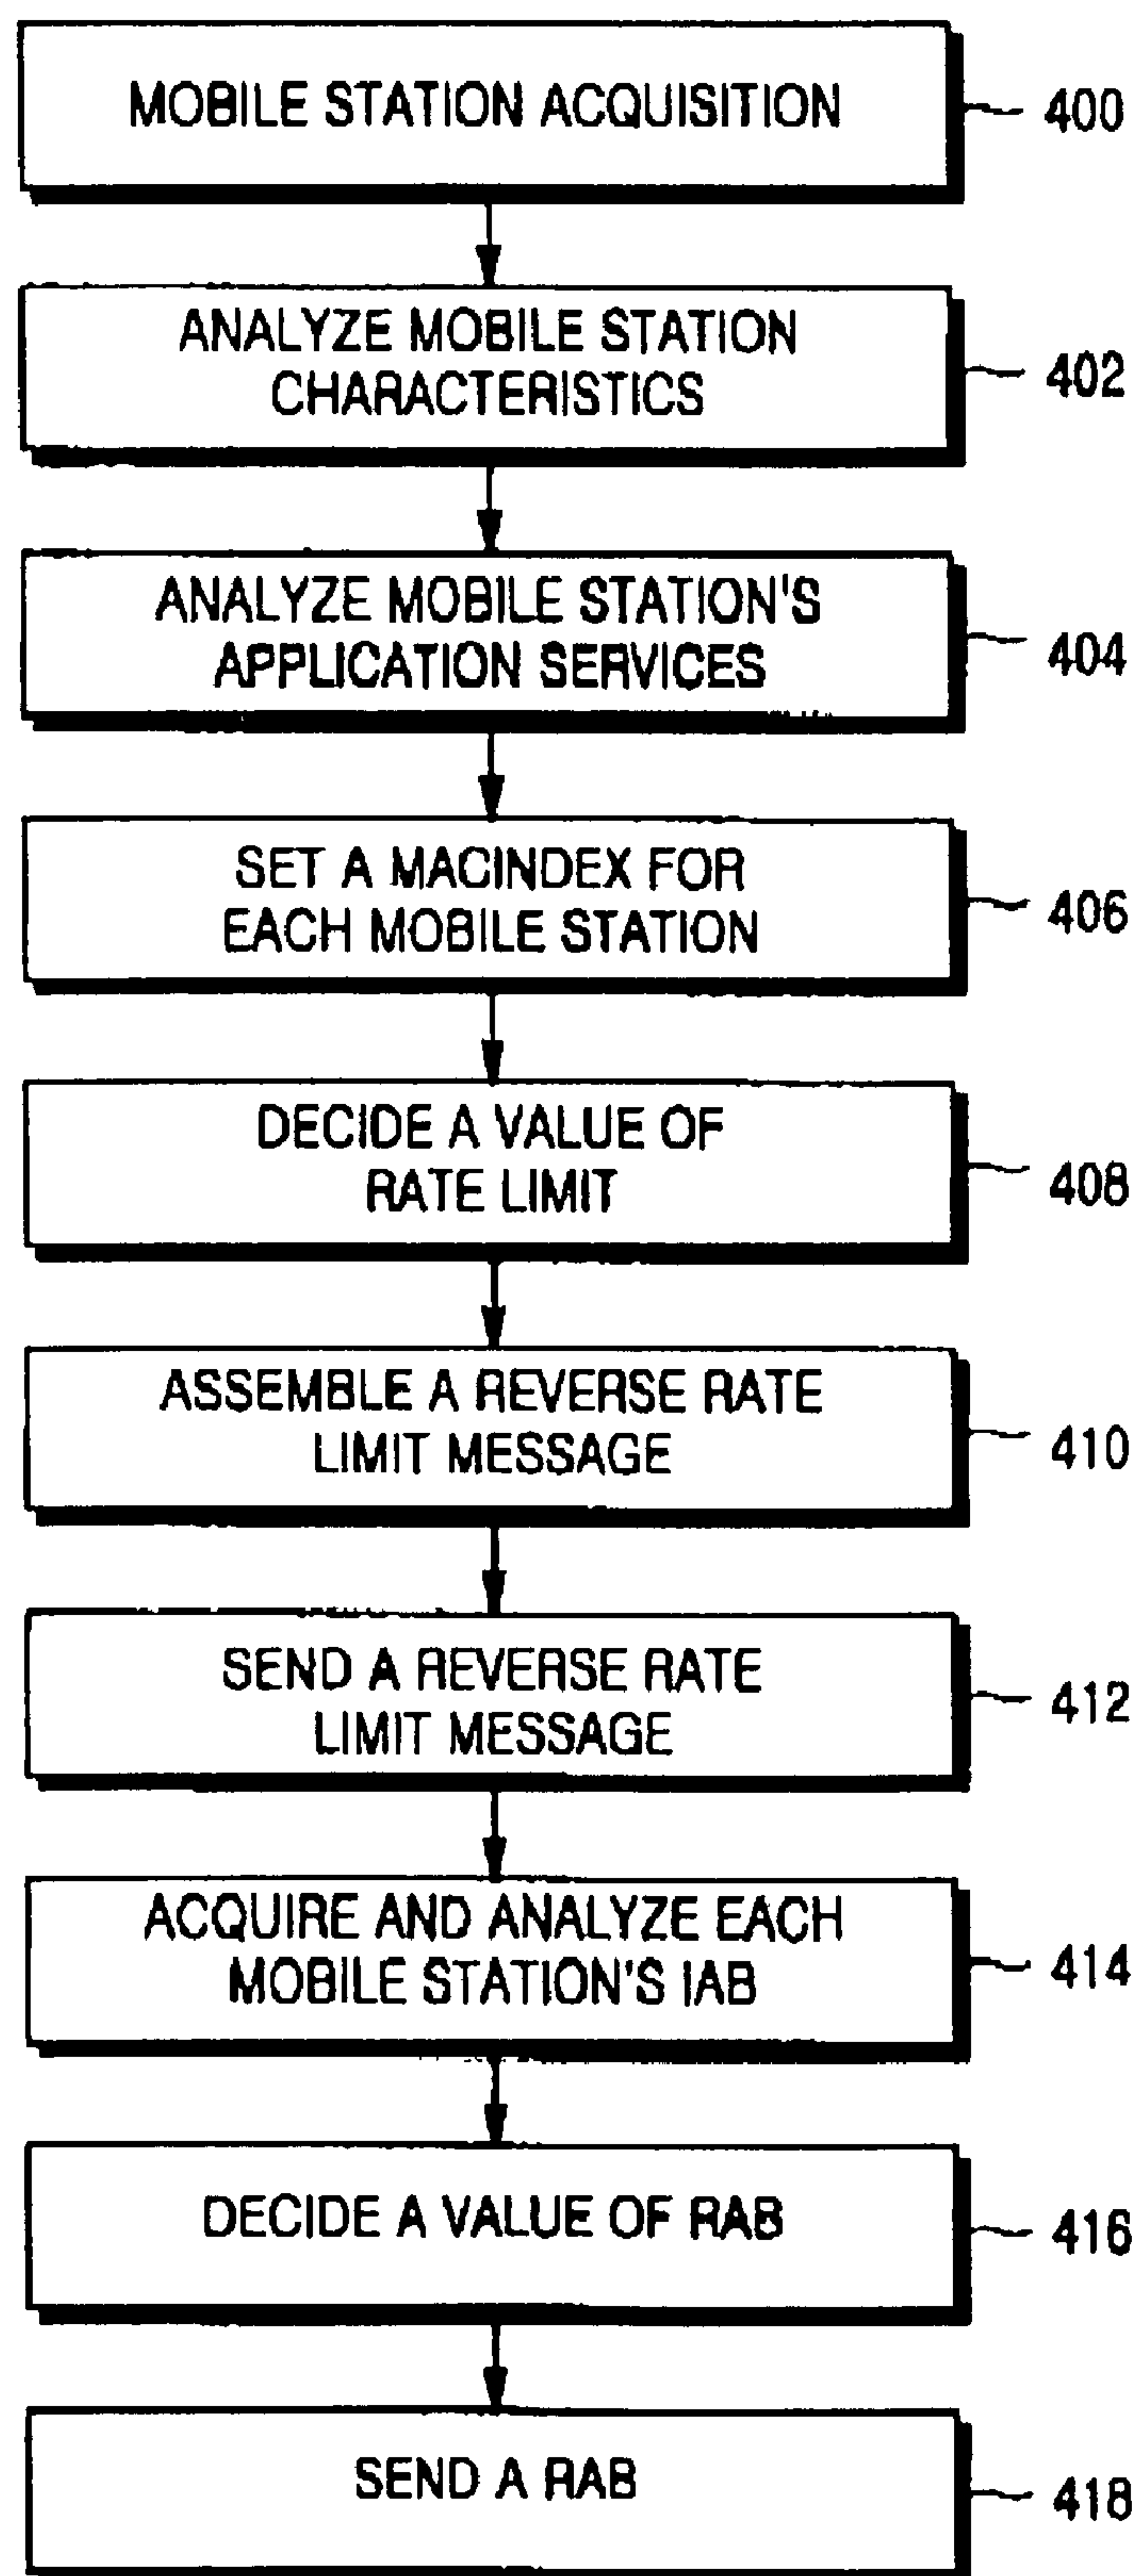 MOBILE STATION ACQUISITION
400
ANALYZE MOBILE STATION
CHARACTERISTICS
402
ANALYZE MOBILE STATION'S
APPLICATION SERVICES
404
SET A MACINDEX FOR
EACH MOBILE STATION
406
DECIDE A VALUE OF
RATE LIMIT
408
ASSEMBLE A REVERSE RATE
LIMIT MESSAGE
410
SEND A REVERSE RATE
LIMIT MESSAGE
412
ACQUIRE AND ANALYZE EACH
MOBILE STATION'S IAB
414
DECIDE A VALUE OF RAB
416
SEND A RAB
418